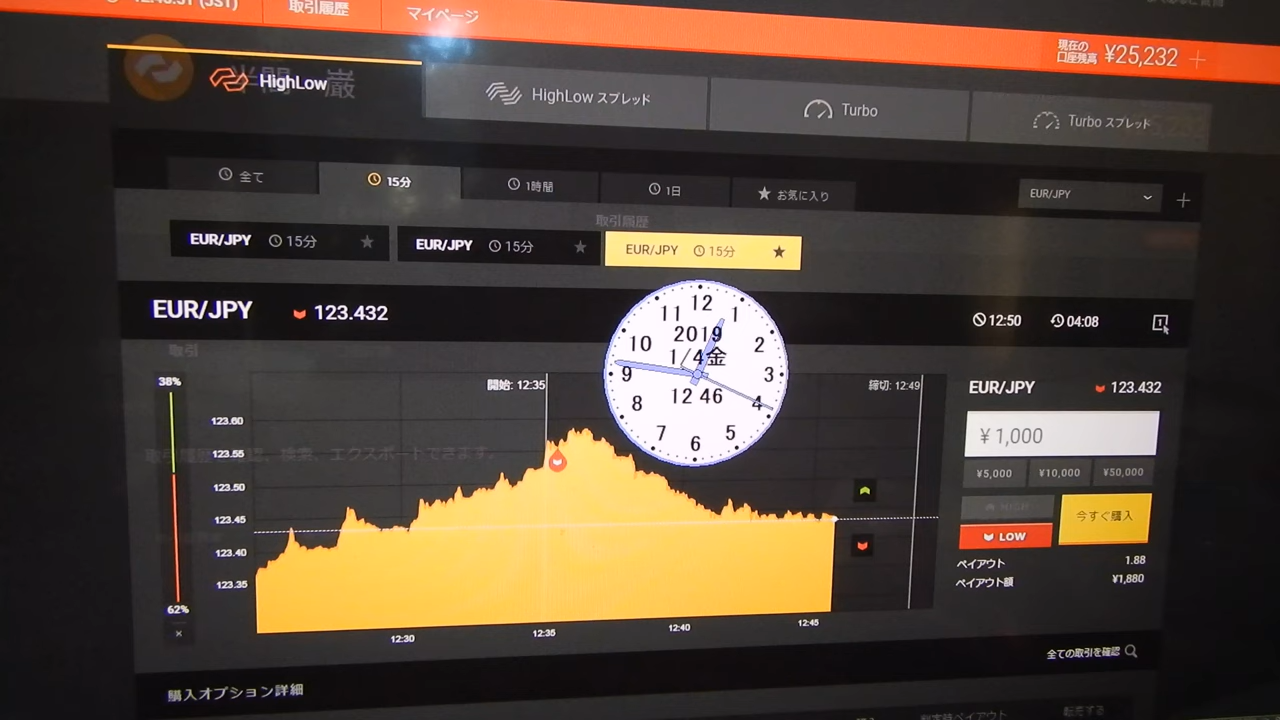 取引履歴
マイページ
現在の
口座残高 ¥25,232
HighLow
HighLow スプレッド
Turbo
Turbo スプレッド
全て
15分
1時間
1日
お気に入り
EUR/JPY
取引履歴
EUR/JPY 15分
EUR/JPY 15分
EUR/JPY 15分
EUR/JPY 123.432
12:50 04:08
取引
12
1
2
3
4
5
6
7
8
9
10
11
2019
1/4金
12 46
38%
62%
開始: 12:35
締切: 12:49
123.60
123.55
123.50
123.45
123.40
123.35
12:30
12:35
12:40
12:45
EUR/JPY 123.432
¥ 1,000
¥5,000 ¥10,000 ¥50,000
HIGH
LOW
今すぐ購入
ペイアウト 1.88
ペイアウト額 ¥1,880
全ての取引を確認
購入オプション詳細
転売する